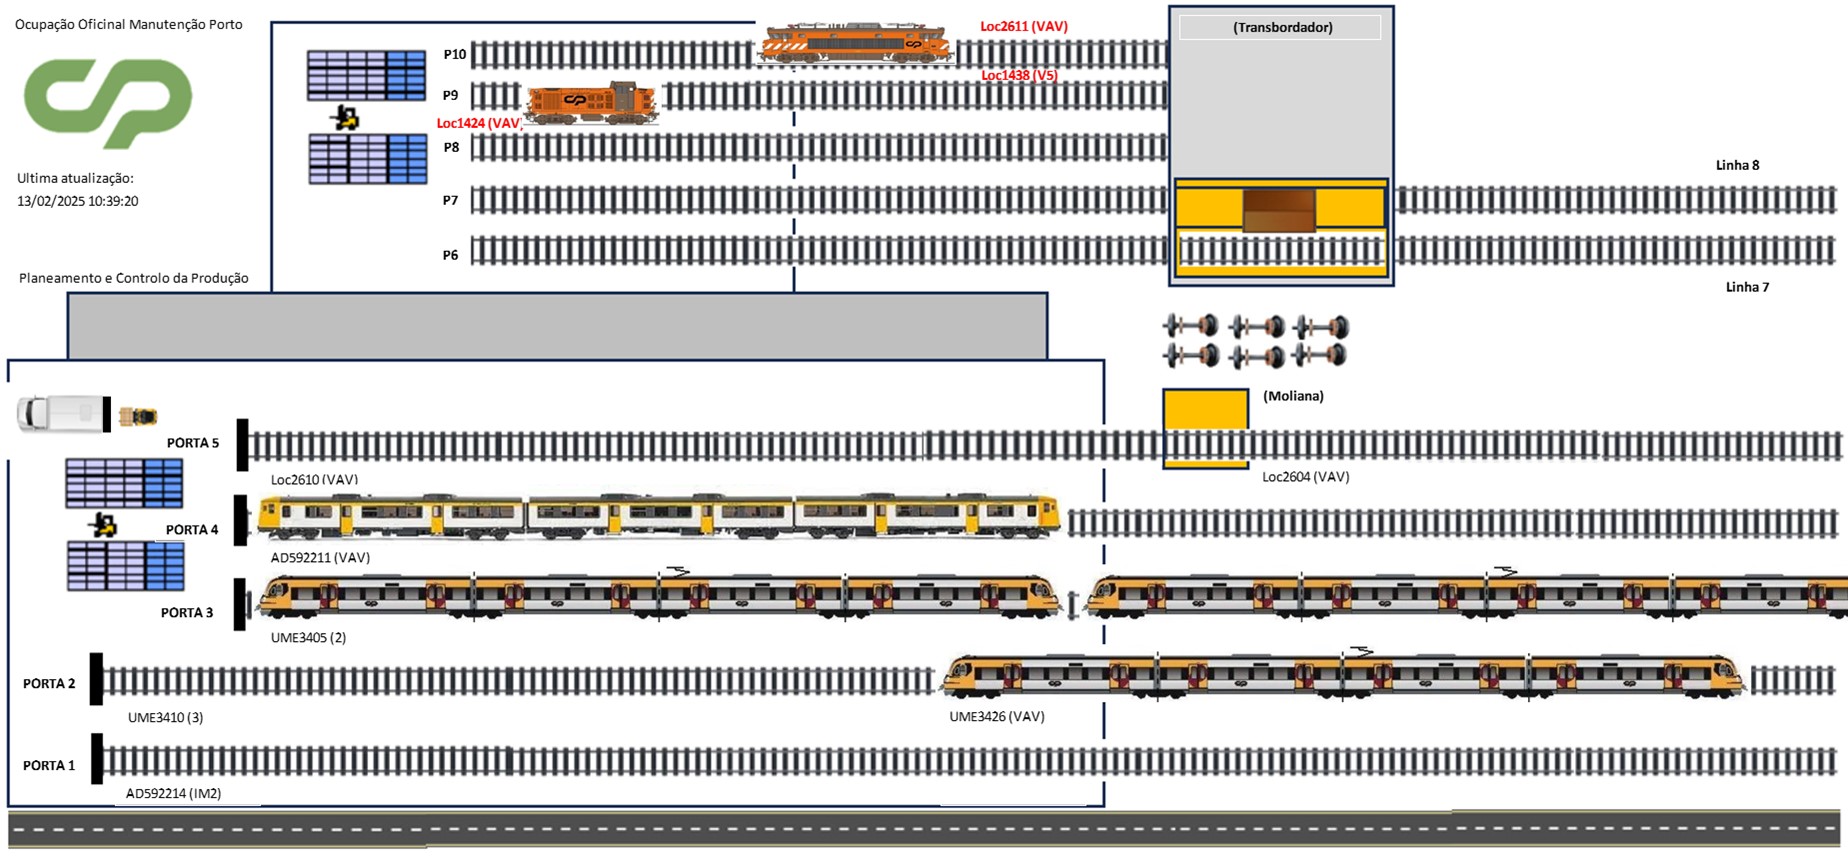 Ocupação Oficinal Manutenção Porto
Ultima atualização:
13/02/2025 10:39:20
Planeamento e Controlo da Produção
P10
Loc2611 (VAV)
(Transbordador)
Loc1438 (V5)
P9
Loc1424 (VAV)
P8
Linha 8
P7
P6
Linha 7
(Moliana)
PORTA 5
Loc2610 (VAV)
Loc2604 (VAV)
PORTA 4
AD592211 (VAV)
PORTA 3
UME3405 (2)
PORTA 2
UME3410 (3)
UME3426 (VAV)
PORTA 1
AD592214 (IM2)